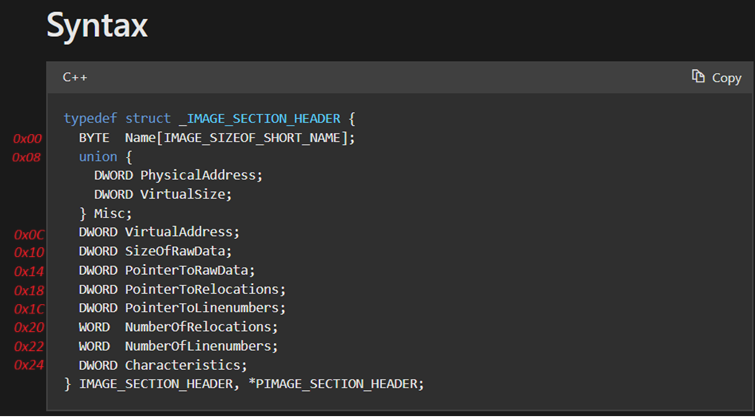 Syntax
C++ Copy
typedef struct _IMAGE_SECTION_HEADER {
0x00 BYTE  Name[IMAGE_SIZEOF_SHORT_NAME];
0x08 union {
DWORD PhysicalAddress;
DWORD VirtualSize;
} Misc;
0x0C DWORD VirtualAddress;
0x10 DWORD SizeOfRawData;
0x14 DWORD PointerToRawData;
0x18 DWORD PointerToRelocations;
0x1C DWORD PointerToLinenumbers;
0x20 WORD  NumberOfRelocations;
0x22 WORD  NumberOfLinenumbers;
0x24 DWORD Characteristics;
} IMAGE_SECTION_HEADER, *PIMAGE_SECTION_HEADER;